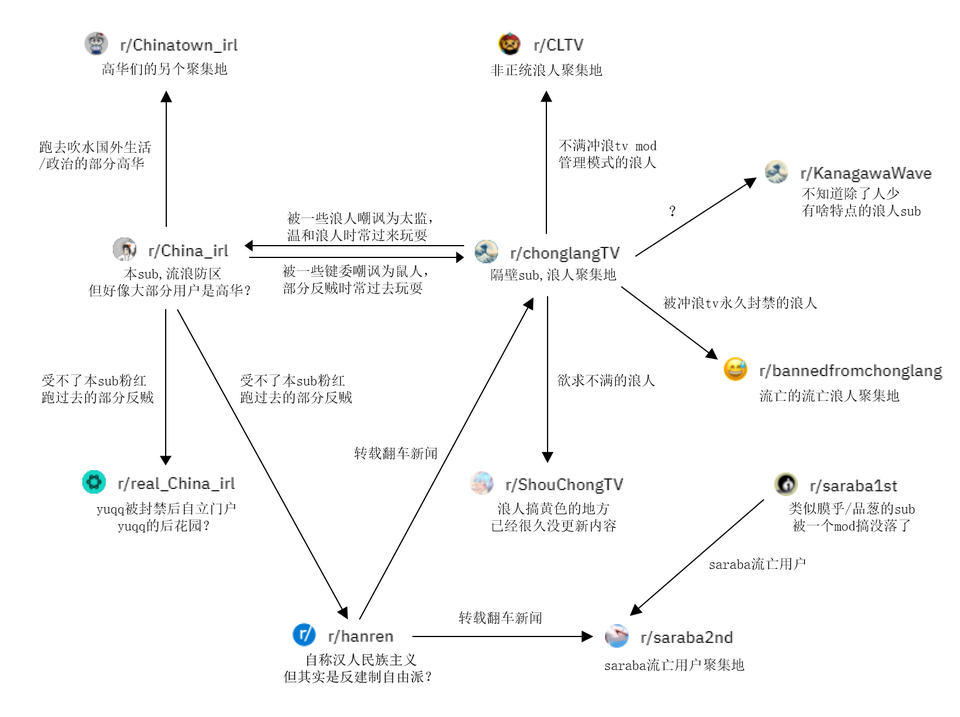 r/Chinatown_irl
高华们的另个聚集地
r/CLTV
非正统浪人聚集地
跑去吹水国外生活
/政治的部分高华
不满冲浪tv mod
管理模式的浪人
r/KanagawaWave
不知道除了人少
有啥特点的浪人sub
?
被一些浪人嘲讽为太监,
温和浪人时常过来玩耍
r/China_irl
本sub,流浪防区
但好像大部分用户是高华?
被一些键委嘲讽为鼠人,
部分反贼时常过去玩耍
r/chonglangTV
隔壁sub,浪人聚集地
被冲浪tv永久封禁的浪人
r/bannedfromchonglang
流亡的流亡浪人聚集地
受不了本sub粉红
跑过去的部分反贼
受不了本sub粉红
跑过去的部分反贼
欲求不满的浪人
转载翻车新闻
r/real_China_irl
yuqq被封禁后自立门户
yuqq的后花园?
r/ShouChongTV
浪人搞黄色的地方
已经很久没更新内容
r/saraba1st
类似膜乎/品葱的sub
被一个mod搞没落了
saraba流亡用户
r/
r/hanren
自称汉人民族主义
但其实是反建制自由派?
转载翻车新闻
r/saraba2nd
saraba流亡用户聚集地